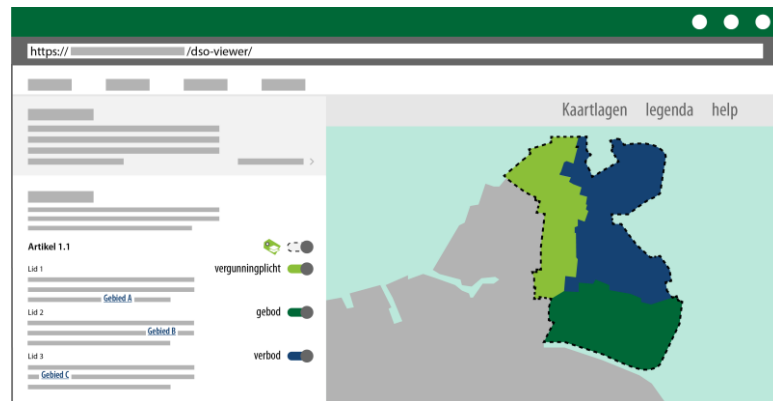 https:// /dso-viewer/
Kaartlagen legenda help
Artikel 1.1
Lid 1
vergunningplicht
Gebied A
Lid 2
gebod
Gebied B
Lid 3
verbod
Gebied C